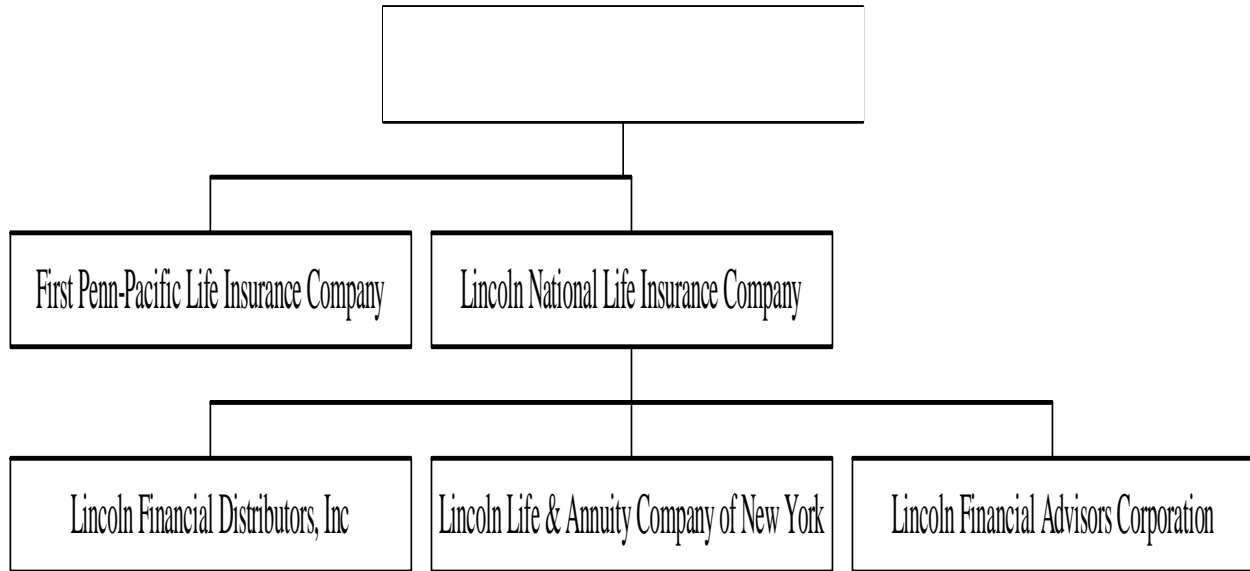 First Penn-Pacific Life Insurance Company
Lincoln National Life Insurance Company
Lincoln Financial Distributors, Inc
Lincoln Life & Annuity Company of New York
Lincoln Financial Advisors Corporation